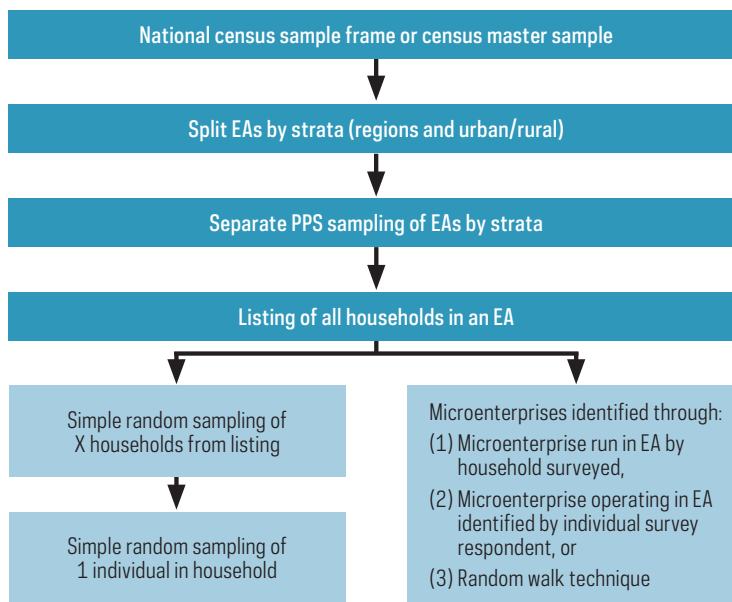 National census sample frame or census master sample
Split EAs by strata (regions and urban/rural)
Separate PPS sampling of EAs by strata
Listing of all households in an EA
Simple random sampling of
X households from listing
Simple random sampling of
1 individual in household
Microenterprises identified through:
(1) Microenterprise run in EA by
household surveyed,
(2) Microenterprise operating in EA
identified by individual survey
respondent, or
(3) Random walk technique